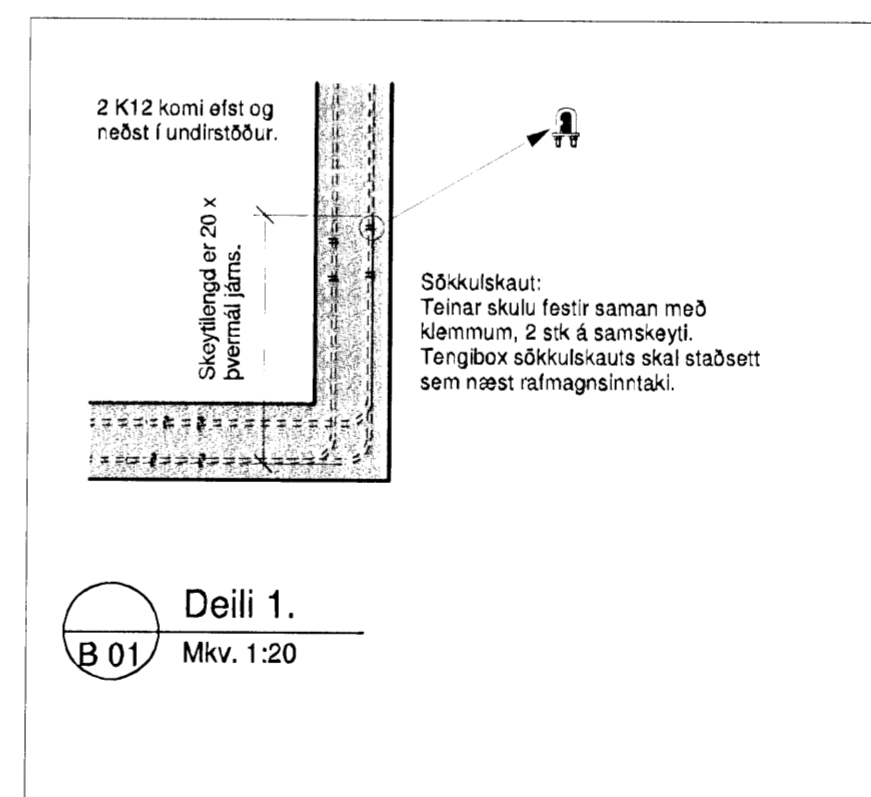 2 K12 komi efst og
neðst í undirstöður.
Skeytilengd er 20 x
þvermál járns.
Sökkulskaut:
Teinar skulu festir saman með
klemmum, 2 stk á samskeyti.
Tengibox sökkulskauts skal staðsett
sem næst rafmagnsinntaki.
Deili 1.
B 01
Mkv. 1:20